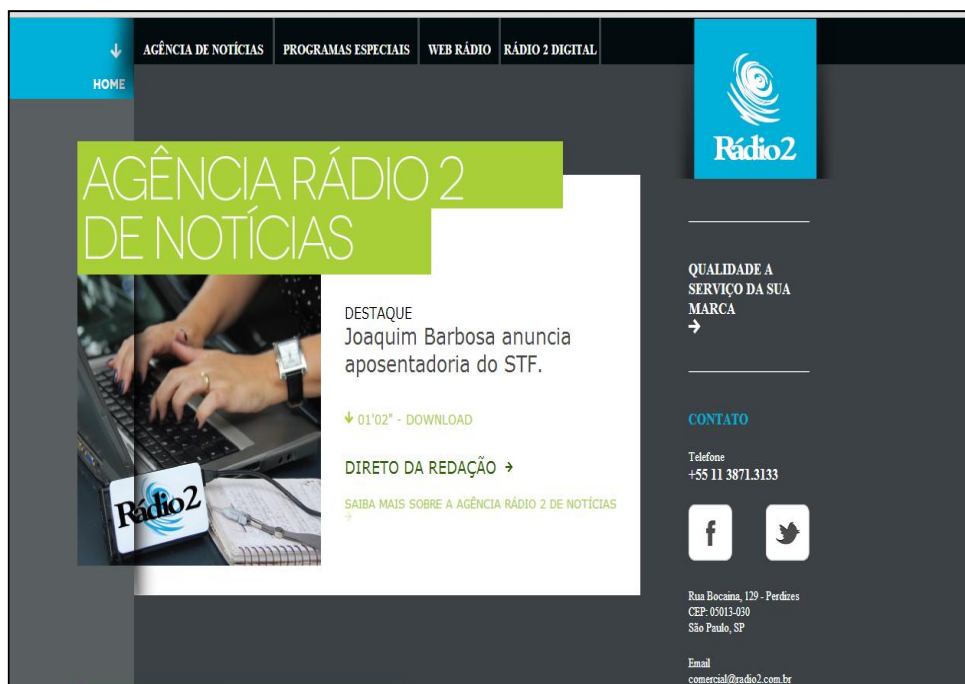 HOME
AGÊNCIA DE NOTÍCIAS
PROGRAMAS ESPECIAIS
WEB RÁDIO
RÁDIO 2 DIGITAL
Rádio2
AGÊNCIA RÁDIO 2
DE NOTÍCIAS
Rádio2
DESTAQUE
Joaquim Barbosa anuncia
aposentadoria do STF.
01'02" - DOWNLOAD
DIRETO DA REDAÇÃO
SAIBA MAIS SOBRE A AGÊNCIA RÁDIO 2 DE NOTÍCIAS
QUALIDADE A
SERVIÇO DA SUA
MARCA
CONTATO
Telefone
+55 11 3871.3133
Rua Bocaina, 129 - Perdizes
CEP: 05013-030
São Paulo, SP
Email
comercial@radio2.com.br